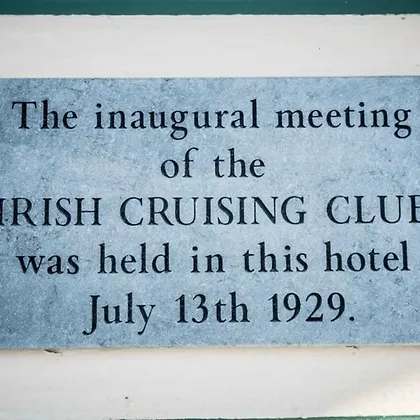 The inaugural meeting
of the
IRISH CRUISING CLUB
was held in this hotel
July 13th 1929.